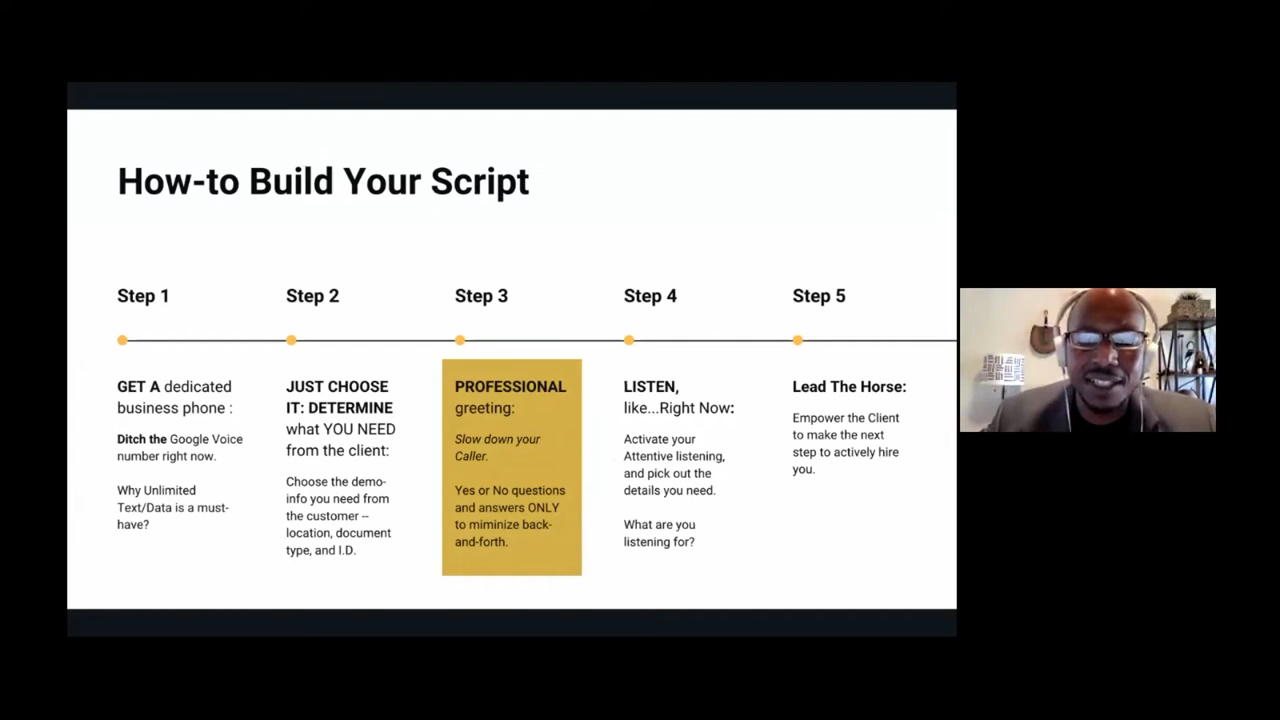 How-to Build Your Script
Step 1
GET A dedicated
business phone :
Ditch the Google Voice
number right now.
Why Unlimited
Text/Data is a must-
have?
Step 2
JUST CHOOSE
IT: DETERMINE
what YOU NEED
from the client:
Choose the demo-
info you need from
the customer --
location, document
type, and I.D.
Step 3
PROFESSIONAL
greeting:
Slow down your
Caller.
Yes or No questions
and answers ONLY
to miminize back-
and-forth.
Step 4
LISTEN,
like...Right Now:
Activate your
Attentive listening,
and pick out the
details you need.
What are you
listening for?
Step 5
Lead The Horse:
Empower the Client
to make the next
step to actively hire
you.